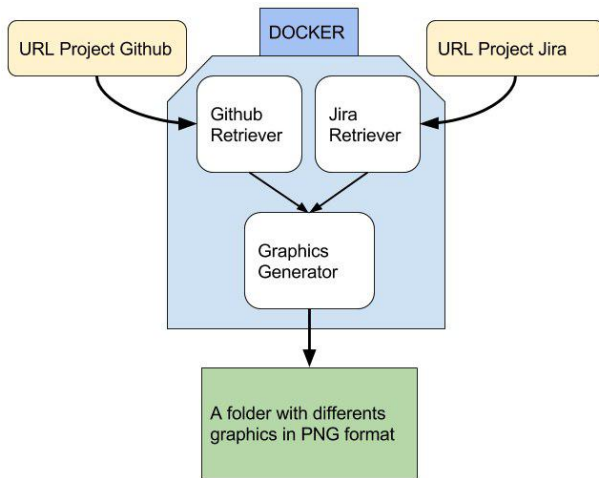 URL Project Github
DOCKER
URL Project Jira
Github
Retriever
Jira
Retriever
Graphics
Generator
A folder with differents
graphics in PNG format